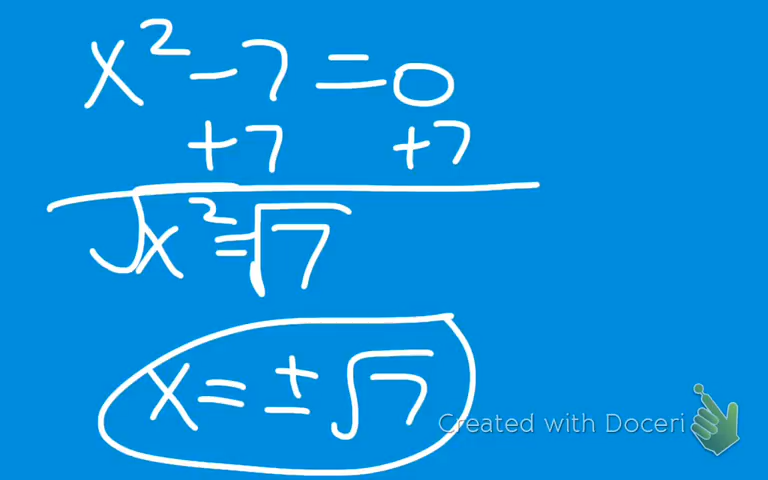 x² - 7 = 0
+7 +7
√x² = √7
x = ± √7
Created with Doceri